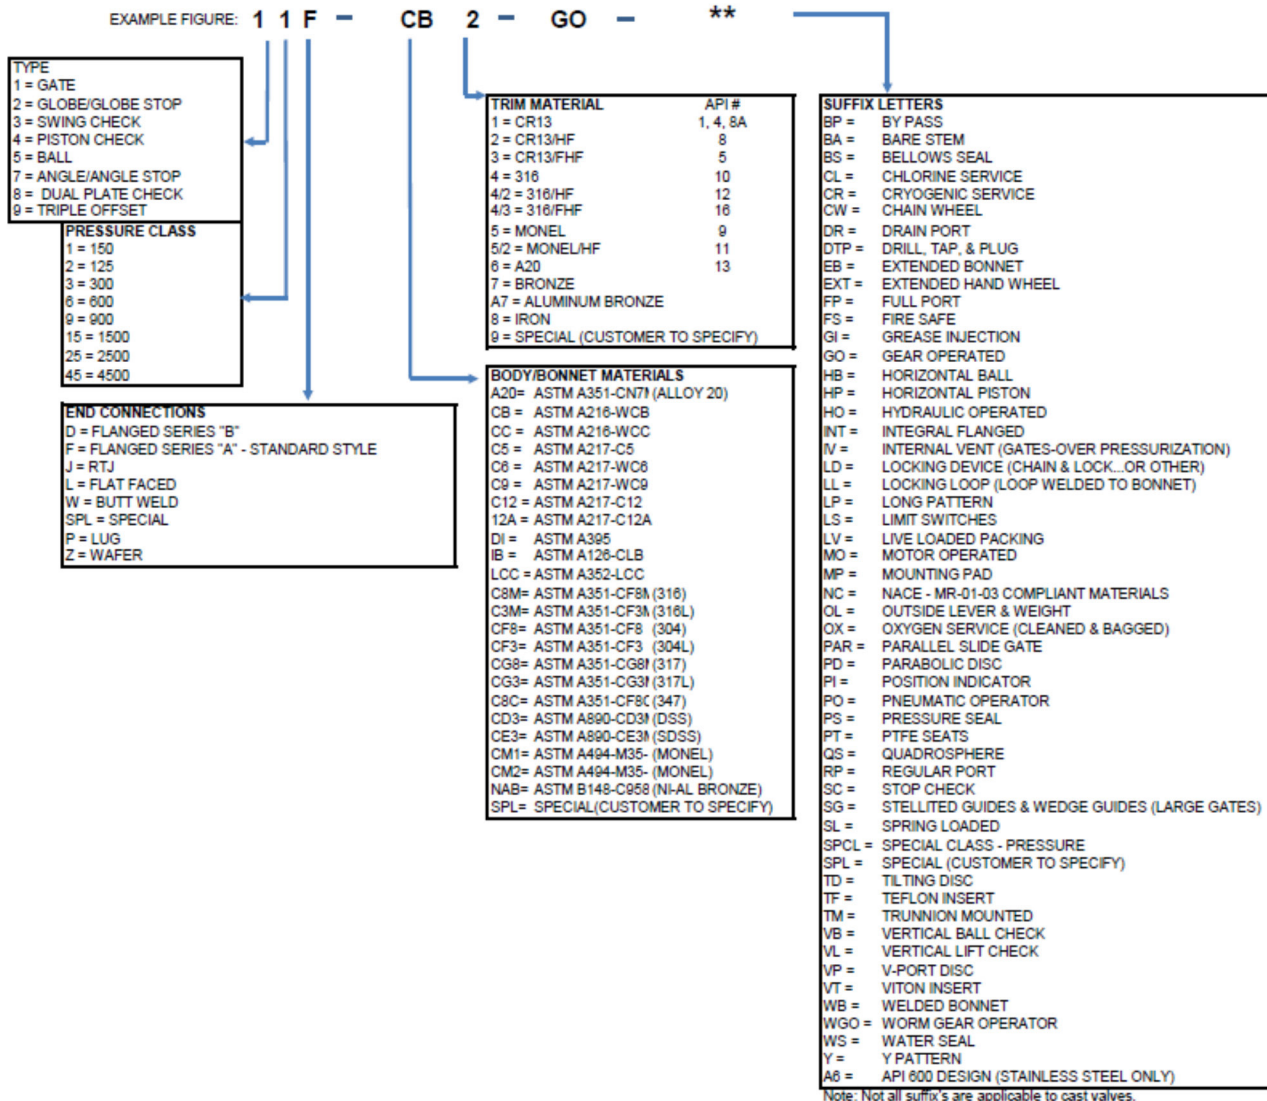 EXAMPLE FIGURE: 1 1 F - CB 2 - GO - **
TYPE
1 = GATE
2 = GLOBE/GLOBE STOP
3 = SWING CHECK
4 = PISTON CHECK
5 = BALL
7 = ANGLE/ANGLE STOP
8 = DUAL PLATE CHECK
9 = TRIPLE OFFSET
PRESSURE CLASS
1 = 150
2 = 125
3 = 300
6 = 600
9 = 900
15 = 1500
25 = 2500
45 = 4500
END CONNECTIONS
D = FLANGED SERIES "B"
F = FLANGED SERIES "A" - STANDARD STYLE
J = RTJ
L = FLAT FACED
W = BUTT WELD
SPL = SPECIAL
P = LUG
Z = WAFER
TRIM MATERIAL API #
1 = CR13 1, 4, 8A
2 = CR13/HF 8
3 = CR13/FHF 5
4 = 316 10
4/2 = 316/HF 12
4/3 = 316/FHF 16
5 = MONEL 9
5/2 = MONEL/HF 11
6 = A20 13
7 = BRONZE
A7 = ALUMINUM BRONZE
8 = IRON
9 = SPECIAL (CUSTOMER TO SPECIFY)
BODY/BONNET MATERIALS
A20= ASTM A351-CN7 (ALLOY 20)
CB = ASTM A216-WCB
CC = ASTM A216-WCC
C5 = ASTM A217-C5
C6 = ASTM A217-WC6
C9 = ASTM A217-WC9
C12 = ASTM A217-C12
12A = ASTM A217-C12A
DI = ASTM A395
IB = ASTM A126-CLB
LCC = ASTM A352-LCC
C8M= ASTM A351-CF8M (316)
C3M= ASTM A351-CF3M (316L)
CF8= ASTM A351-CF8 (304)
CF3= ASTM A351-CF3 (304L)
CG8= ASTM A351-CG8 (317)
CG3= ASTM A351-CG3 (317L)
C8C= ASTM A351-CF8C (347)
CD3= ASTM A890-CD3 (DSS)
CE3= ASTM A890-CE3 (SDSS)
CM1= ASTM A494-M35- (MONEL)
CM2= ASTM A494-M35- (MONEL)
NAB= ASTM B148-C958 (NI-AL BRONZE)
SPL= SPECIAL(CUSTOMER TO SPECIFY)
SUFFIX LETTERS
BP = BY PASS
BA = BARE STEM
BS = BELLOWS SEAL
CL = CHLORINE SERVICE
CR = CRYOGENIC SERVICE
CW = CHAIN WHEEL
DR = DRAIN PORT
DTP = DRILL, TAP, & PLUG
EB = EXTENDED BONNET
EXT = EXTENDED HAND WHEEL
FP = FULL PORT
FS = FIRE SAFE
GI = GREASE INJECTION
GO = GEAR OPERATED
HB = HORIZONTAL BALL
HP = HORIZONTAL PISTON
HO = HYDRAULIC OPERATED
INT = INTEGRAL FLANGED
IV = INTERNAL VENT (GATES-OVER PRESSURIZATION)
LD = LOCKING DEVICE (CHAIN & LOCK...OR OTHER)
LL = LOCKING LOOP (LOOP WELDED TO BONNET)
LP = LONG PATTERN
LS = LIMIT SWITCHES
LV = LIVE LOADED PACKING
MO = MOTOR OPERATED
MP = MOUNTING PAD
NC = NACE - MR-01-03 COMPLIANT MATERIALS
OL = OUTSIDE LEVER & WEIGHT
OX = OXYGEN SERVICE (CLEANED & BAGGED)
PAR = PARALLEL SLIDE GATE
PD = PARABOLIC DISC
PI = POSITION INDICATOR
PO = PNEUMATIC OPERATOR
PS = PRESSURE SEAL
PT = PTFE SEATS
QS = QUADROSPHERE
RP = REGULAR PORT
SC = STOP CHECK
SG = STELLITED GUIDES & WEDGE GUIDES (LARGE GATES)
SL = SPRING LOADED
SPCL = SPECIAL CLASS - PRESSURE
SPL = SPECIAL (CUSTOMER TO SPECIFY)
TD = TILTING DISC
TF = TEFLON INSERT
TM = TRUNNION MOUNTED
VB = VERTICAL BALL CHECK
VL = VERTICAL LIFT CHECK
VP = V-PORT DISC
VT = VITON INSERT
WB = WELDED BONNET
WGO = WORM GEAR OPERATOR
WS = WATER SEAL
Y = Y PATTERN
A6 = API 600 DESIGN (STAINLESS STEEL ONLY)
Note: Not all suffix's are applicable to cast valves.